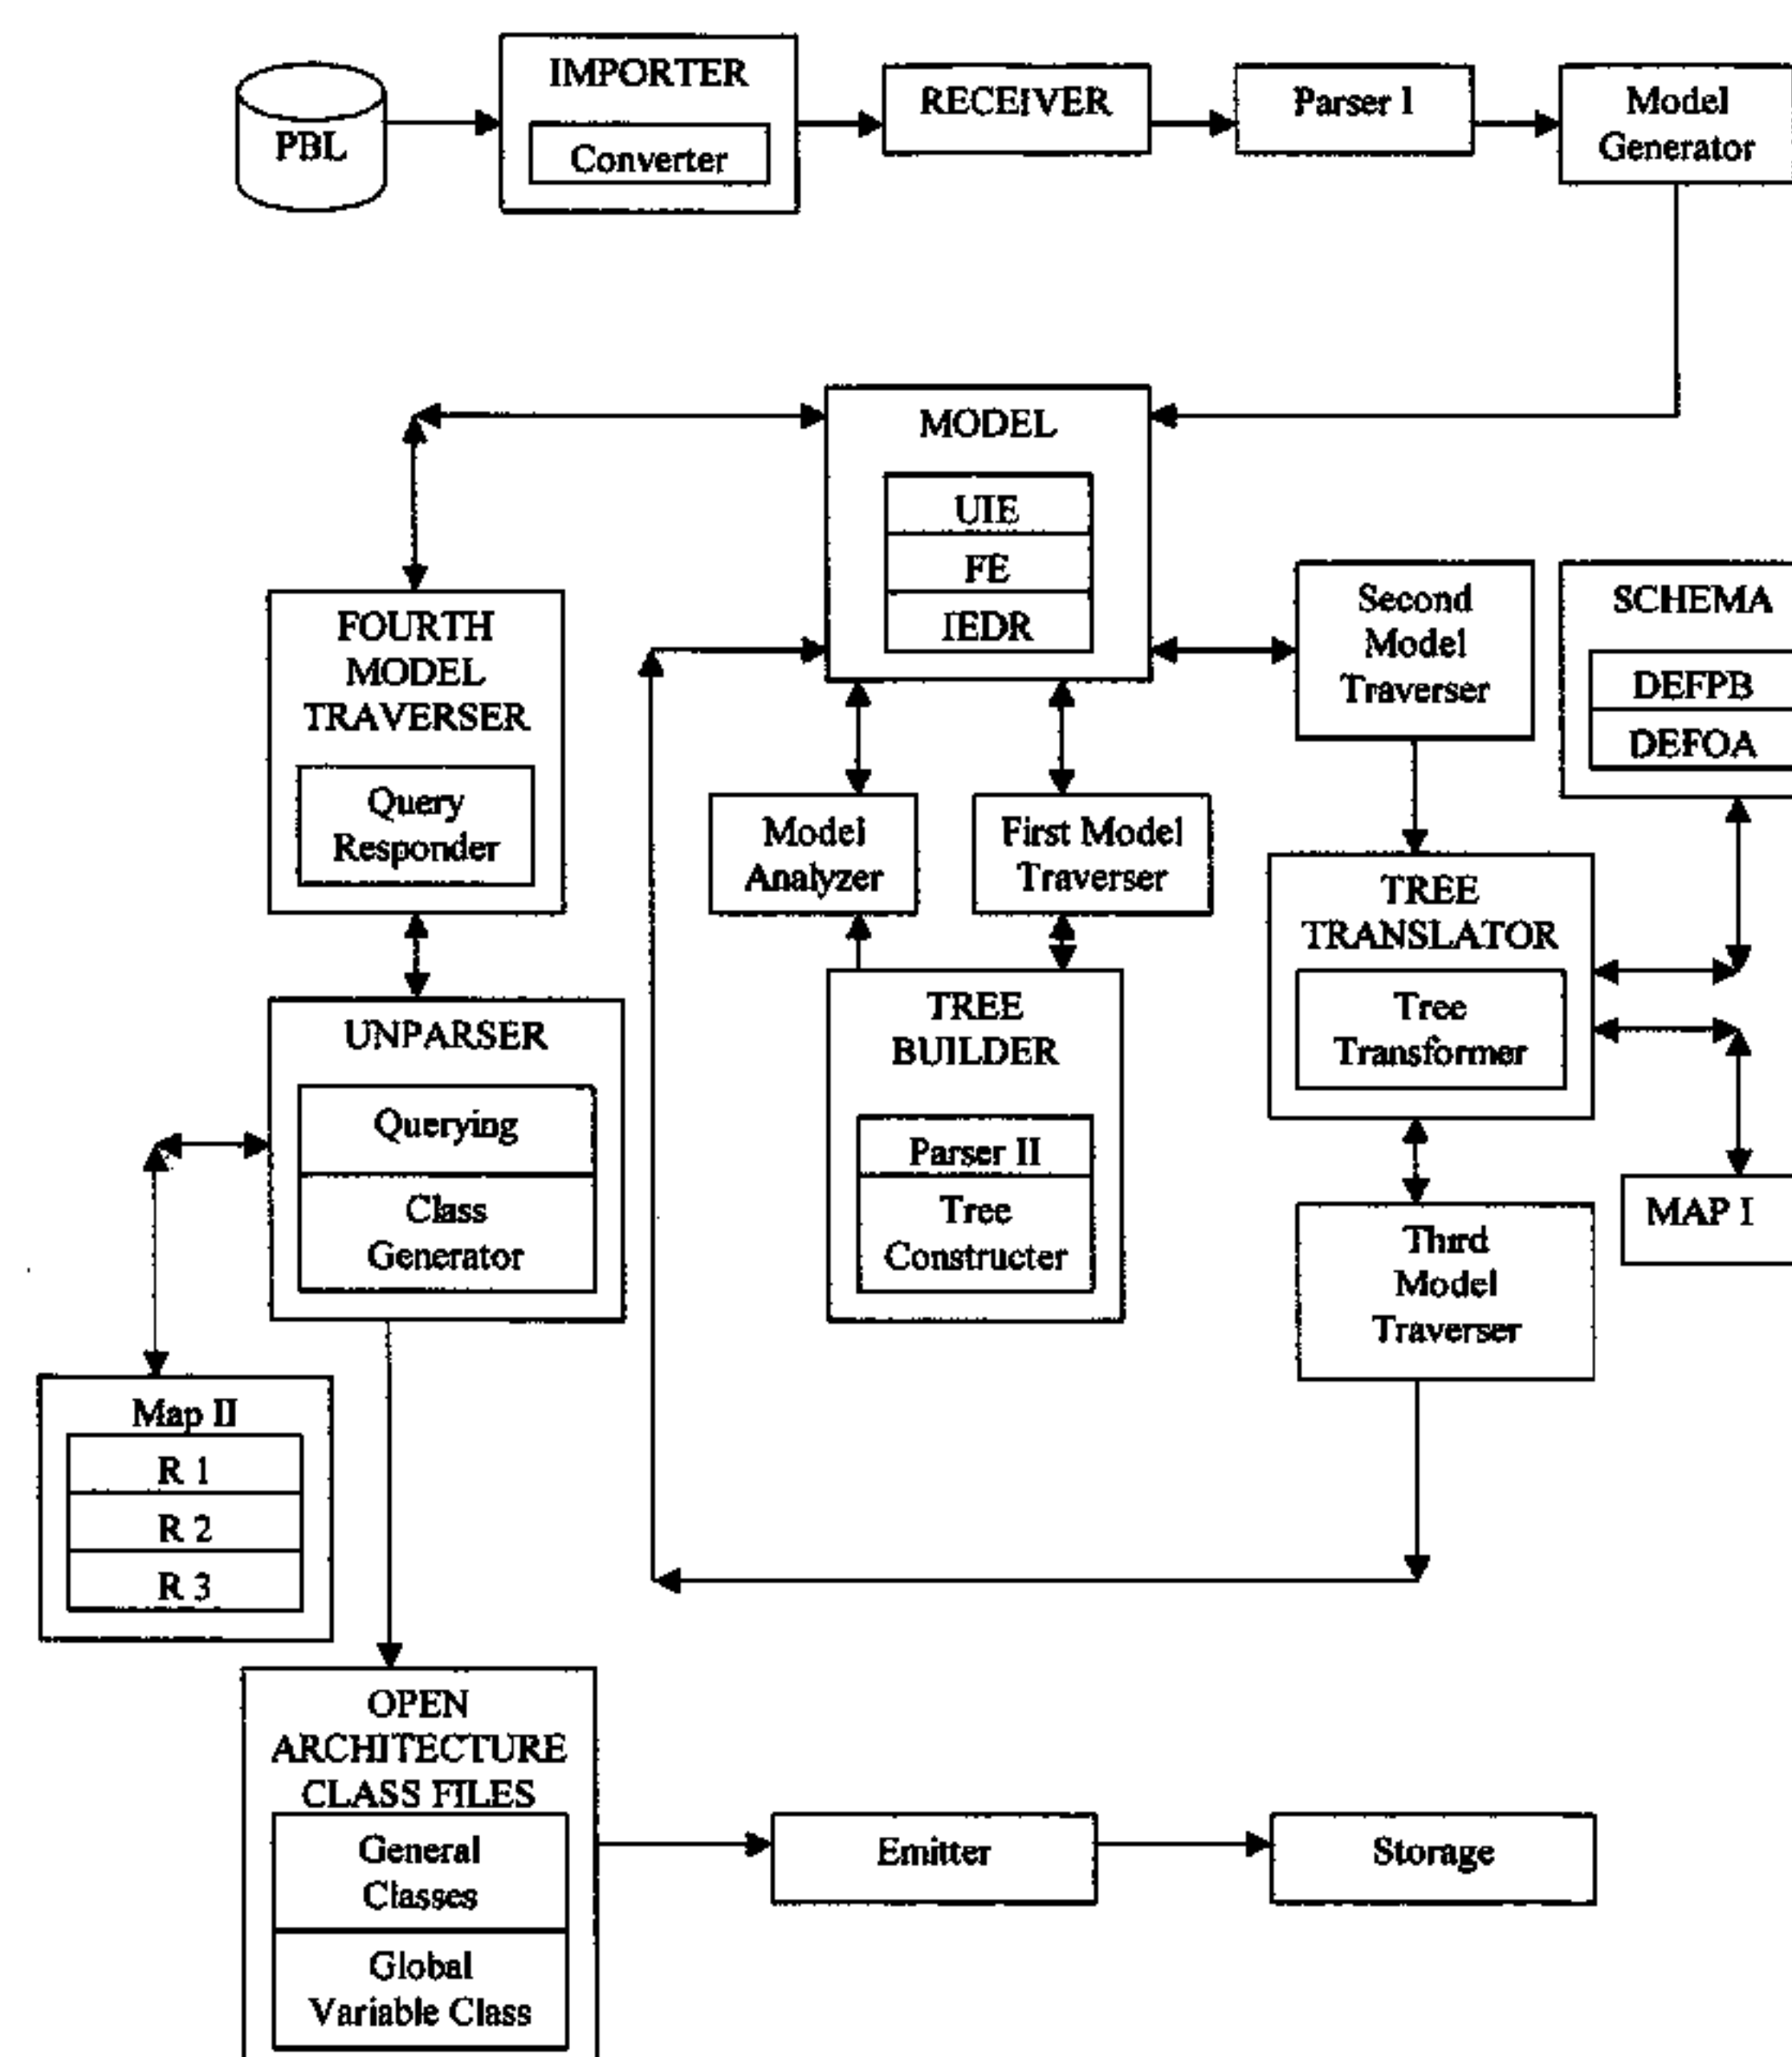 PBL
IMPORTER
Converter
RECEIVER
Parser I
Model
Generator
MODEL
UIE
FE
IEDR
FOURTH
MODEL
TRAVERSER
Query
Responder
Second
Model
Traverser
SCHEMA
DEFPB
DEFOA
Model
Analyzer
First Model
Traverser
TREE
TRANSLATOR
Tree
Transformer
UNPARSER
Querying
Class
Generator
TREE
BUILDER
Parser II
Tree
Constructer
Third
Model
Traverser
MAP I
Map II
R 1
R 2
R 3
OPEN
ARCHITECTURE
CLASS FILES
General
Classes
Global
Variable Class
Emitter
Storage